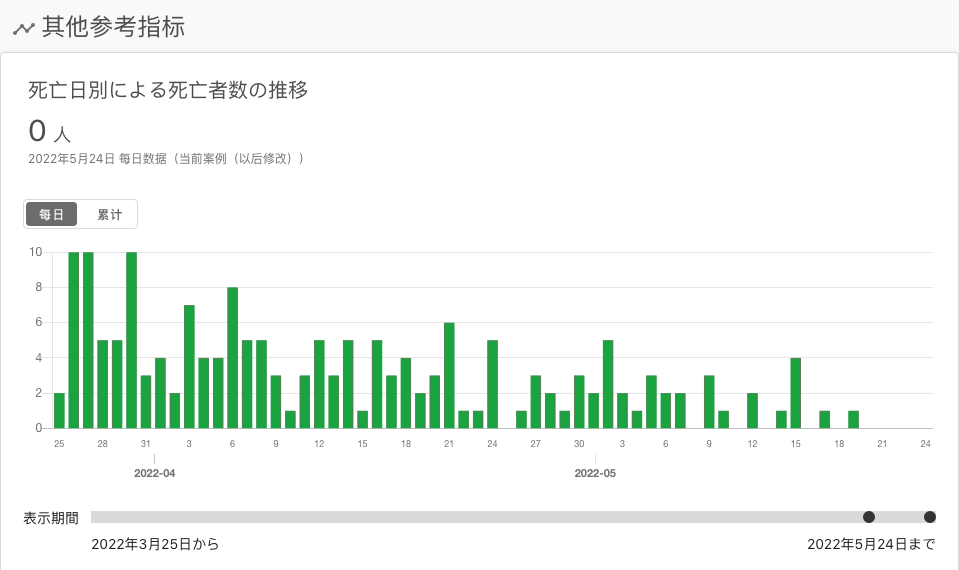 其他参考指标
死亡日別による死亡者数の推移
0 人
2022年5月24日 每日数据（当前案例（以后修改））
每日 累计
10
8
6
4
2
0
25 28 31 3 6 9 12 15 18 21 24 27 30 3 6 9 12 15 18 21 24
2022-04 2022-05
表示期間
2022年3月25日から 2022年5月24日まで